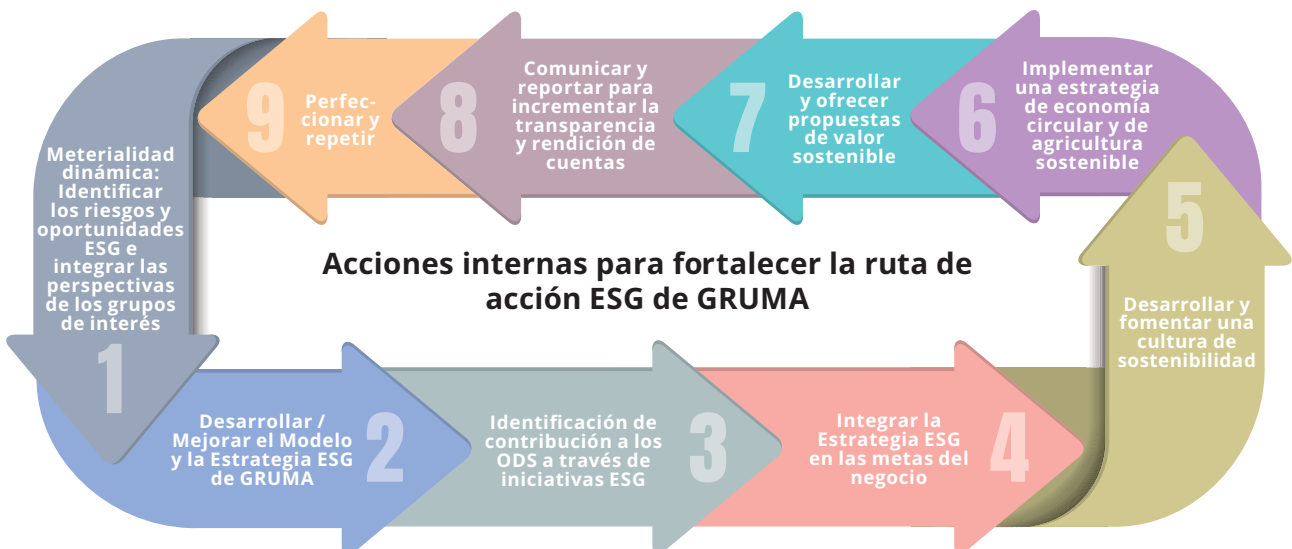 Acciones internas para fortalecer la ruta de
acción ESG de GRUMA
Meterialidad
dinámica:
Identificar
los riesgos y
oportunidades
ESG e
integrar las
perspectivas
de los grupos
de interés
1
Desarrollar /
Mejorar el Modelo
y la Estrategia ESG
de GRUMA
2
Identificación de
contribución a los
ODS a través de
iniciativas ESG
3
Integrar la
Estrategia ESG
en las metas del
negocio
4
5
Desarrollar y
fomentar una
cultura de
sostenibilidad
6
Implementar
una estrategia
de economía
circular y de
agricultura
sostenible
7
Desarrollar
y ofrecer
propuestas
de valor
sostenible
8
Comunicar y
reportar para
incrementar la
transparencia
y rendición de
cuentas
9
Perfec-
cionar y
repetir